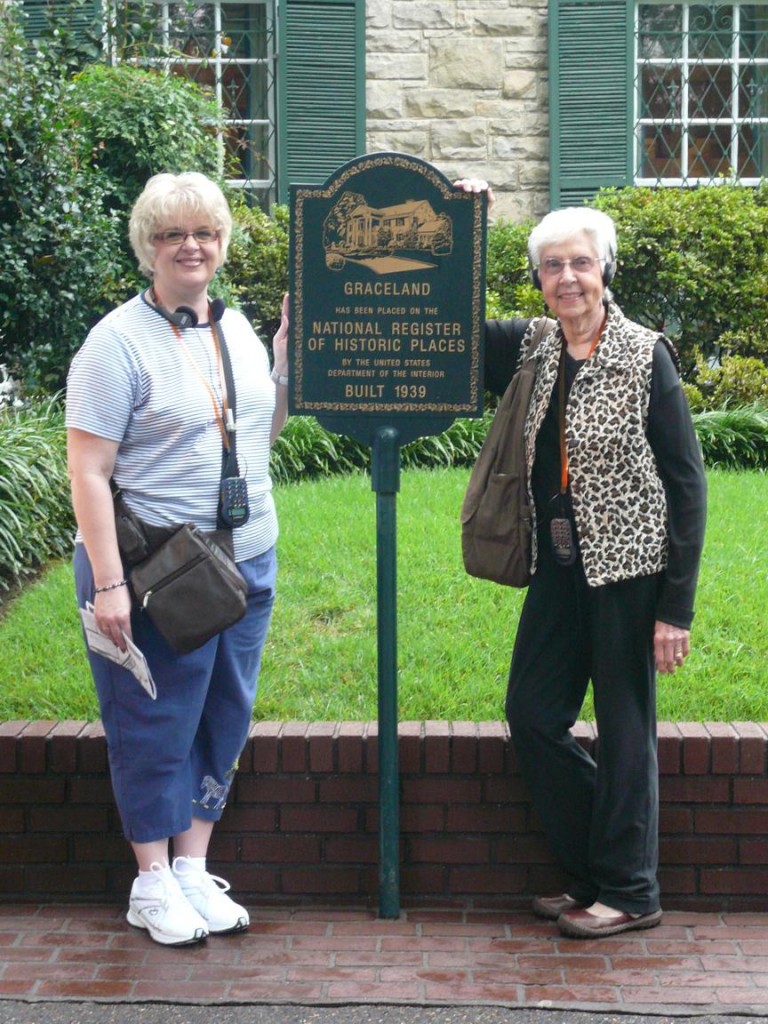 GRACELAND
HAS BEEN PLACED ON THE
NATIONAL REGISTER
OF HISTORIC PLACES
BY THE UNITED STATES
DEPARTMENT OF THE INTERIOR
BUILT 1939